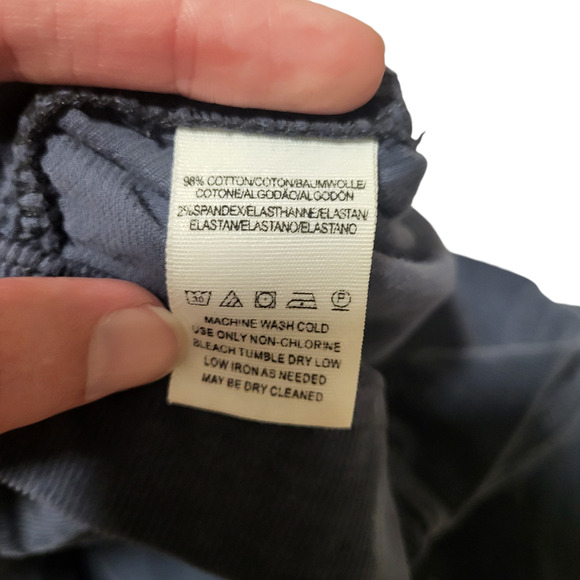 98% COTTON/COTON/BAUMWOLLE/
COTONE/ALGODÃO/ALGODÓN
2%SPANDEX/ELASTHANNE/ELASTAN/
ELASTAN/ELASTANO/ELASTANO
30 P
MACHINE WASH COLD
USE ONLY NON-CHLORINE
BLEACH TUMBLE DRY LOW
LOW IRON AS NEEDED
MAY BE DRY CLEANED